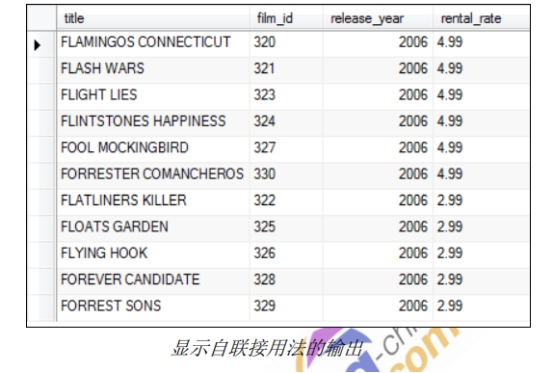 title film_id release_year rental_rate
FLAMINGOS CONNECTICUT 320 2006 4.99
FLASH WARS 321 2006 4.99
FLIGHT LIES 323 2006 4.99
FLINTSTONES HAPPINESS 324 2006 4.99
FOOL MOCKINGBIRD 327 2006 4.99
FORRESTER COMANCHEROS 330 2006 4.99
FLATLINERS KILLER 322 2006 2.99
FLOATS GARDEN 325 2006 2.99
FLYING HOOK 326 2006 2.99
FOREVER CANDIDATE 328 2006 2.99
FORREST SONS 329 2006 2.99
显示自联接用法的输出